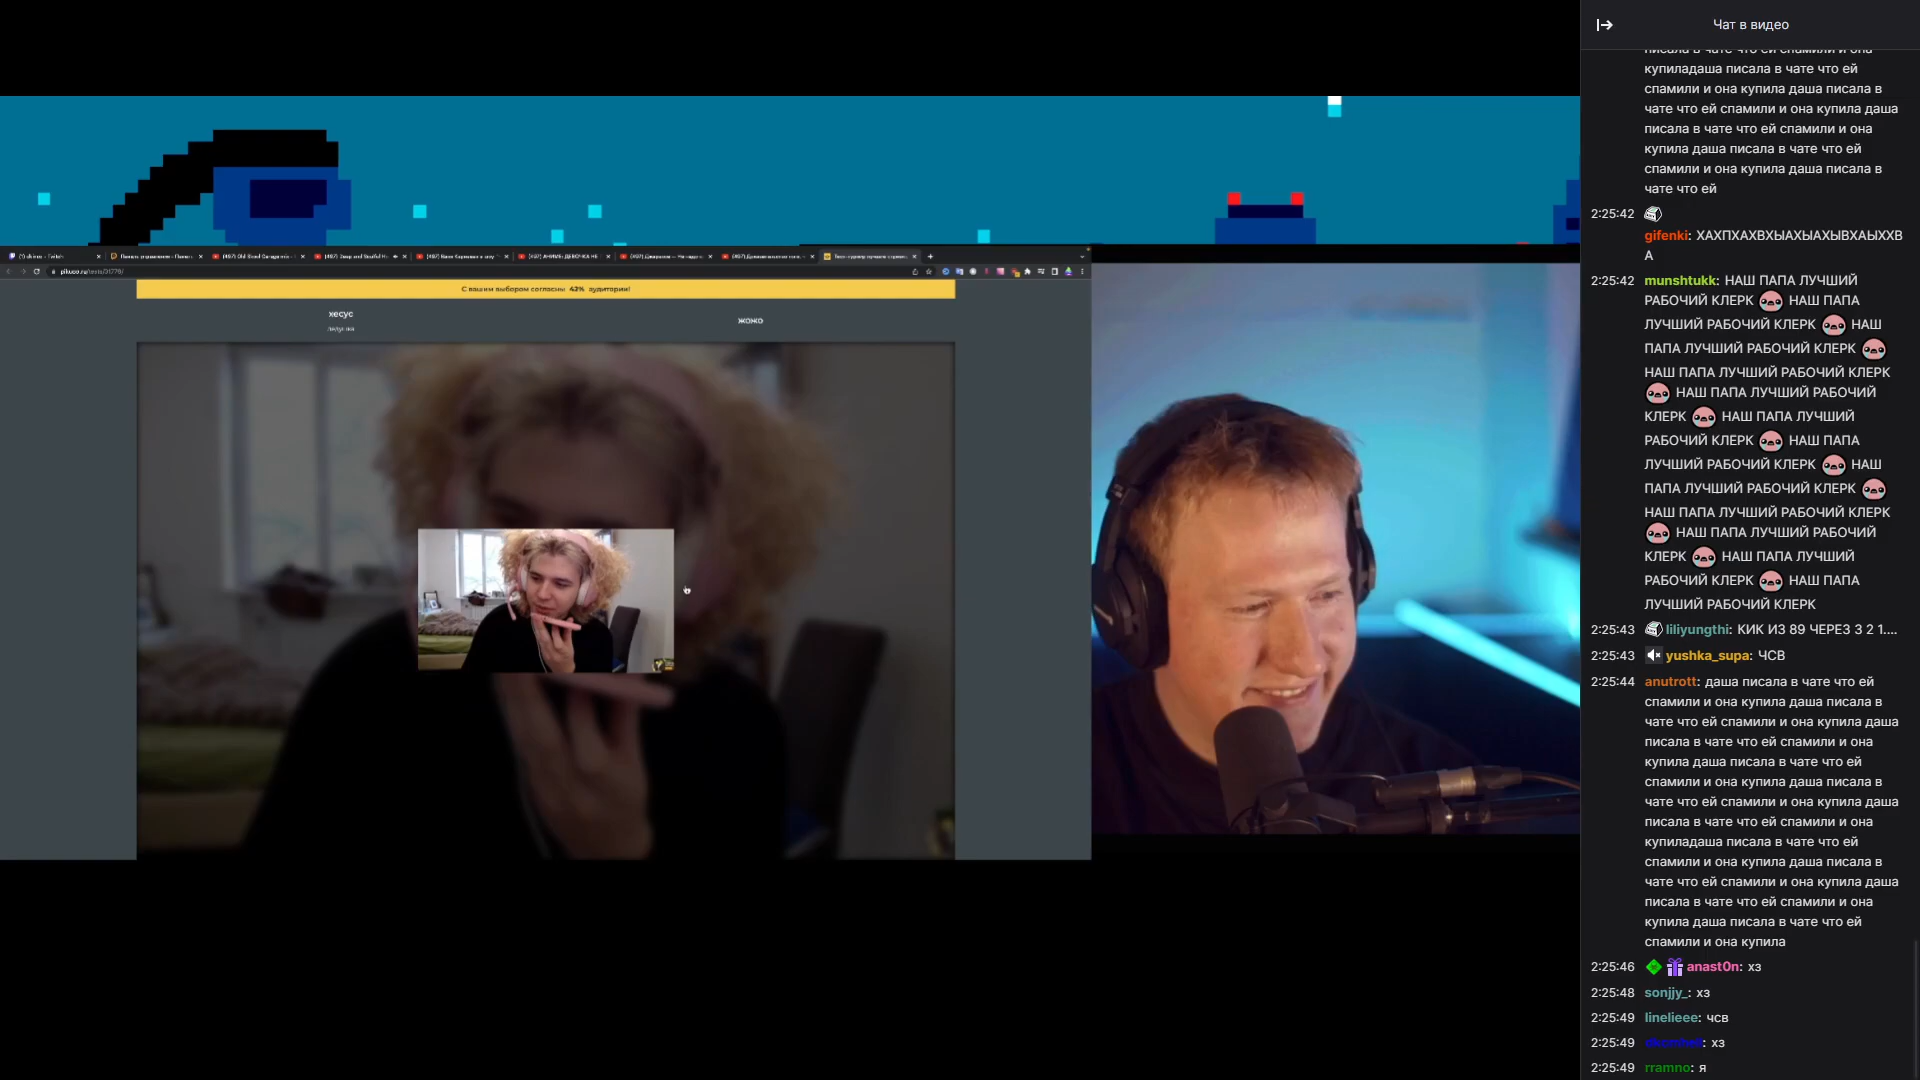 Чат в видео
купиладаша писала в чате что ей
спамили и она купила даша писала в
чате что ей спамили и она купила даша
писала в чате что ей спамили и она
купила даша писала в чате что ей
спамили и она купила даша писала в
чате что ей
2:25:42
gifenki: ХАХПХАХВХЫАХЫАХЫВХАЫХХВ
А
2:25:42 munshtukk: НАШ ПАПА ЛУЧШИЙ
РАБОЧИЙ КЛЕРК НАШ ПАПА
ЛУЧШИЙ РАБОЧИЙ КЛЕРК НАШ
ПАПА ЛУЧШИЙ РАБОЧИЙ КЛЕРК
НАШ ПАПА ЛУЧШИЙ РАБОЧИЙ КЛЕРК
НАШ ПАПА ЛУЧШИЙ РАБОЧИЙ
КЛЕРК НАШ ПАПА ЛУЧШИЙ
РАБОЧИЙ КЛЕРК НАШ ПАПА
ЛУЧШИЙ РАБОЧИЙ КЛЕРК НАШ
ПАПА ЛУЧШИЙ РАБОЧИЙ КЛЕРК
НАШ ПАПА ЛУЧШИЙ РАБОЧИЙ КЛЕРК
НАШ ПАПА ЛУЧШИЙ РАБОЧИЙ
КЛЕРК НАШ ПАПА ЛУЧШИЙ
РАБОЧИЙ КЛЕРК НАШ ПАПА
ЛУЧШИЙ РАБОЧИЙ КЛЕРК
2:25:43 liliyungthi: КИК ИЗ 89 ЧЕРЕЗ 3 2 1....
2:25:43 yushka_supa: ЧСВ
2:25:44 anutrott: даша писала в чате что ей
спамили и она купила даша писала в
чате что ей спамили и она купила даша
писала в чате что ей спамили и она
купила даша писала в чате что ей
спамили и она купила даша писала в
чате что ей спамили и она купила даша
писала в чате что ей спамили и она
купиладаша писала в чате что ей
спамили и она купила даша писала в
чате что ей спамили и она купила даша
писала в чате что ей спамили и она
купила даша писала в чате что ей
спамили и она купила
2:25:46 anast0n: хз
2:25:48 sonjjy_: хз
2:25:49 linelieee: чсв
2:25:49 : хз
2:25:49 rramno: я
С вашим выбором согласны 42% аудитории!
хесус
жожо